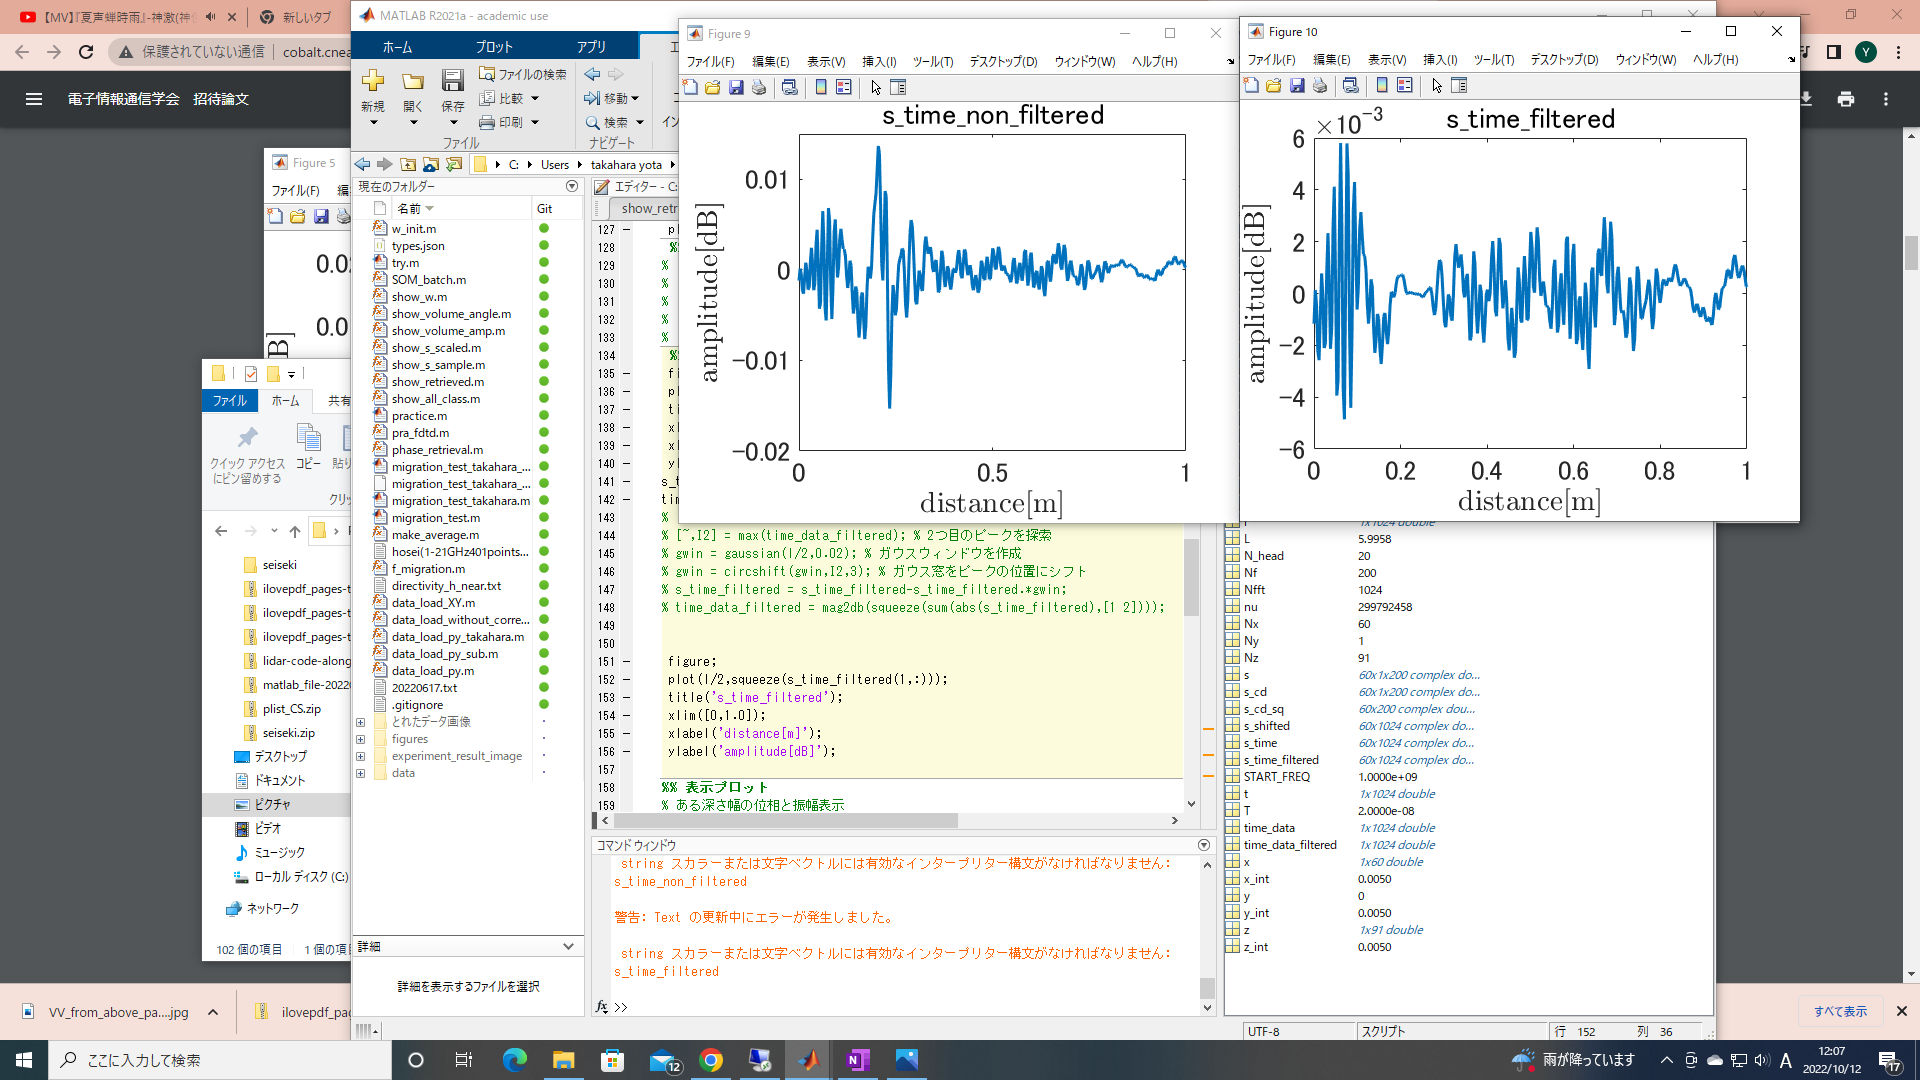 【MV】『夏声蝉時雨』-神激(神
新しいタブ
保護されていない通信
cobalt.cnea
Y
電子情報通信学会 招待論文
MATLAB R2021a - academic use
ホーム
プロット
アプリ
新規
開く
保存
ファイルの検索
比較
印刷
ファイル
移動
検索
ナビゲート
C:
Users
takahara yota
現在のフォルダー
名前
Git
w_init.m
types.json
try.m
SOM_batch.m
show_w.m
show_volume_angle.m
show_volume_amp.m
show_s_scaled.m
show_s_sample.m
show_retrieved.m
show_all_class.m
practice.m
pra_fdtd.m
phase_retrieval.m
migration_test_takahara_...
migration_test_takahara_...
migration_test_takahara.m
migration_test.m
make_average.m
hosei(1-21GHz401points...
f_migration.m
directivity_h_near.txt
data_load_XY.m
data_load_without_corre...
data_load_py_takahara.m
data_load_py_sub.m
data_load_py.m
20220617.txt
.gitignore
とれたデータ画像
figures
experiment_result_image
data
詳細
詳細を表示するファイルを選択
Figure 5
ファイル(F)
ファイル
ホーム
共有
クイック アクセス
にピン留めする
コピー
seiseki
ilovepdf_pages-t
ilovepdf_pages-t
ilovepdf_pages-t
lidar-code-along
matlab_file-2022
plist_CS.zip
seiseki.zip
デスクトップ
ドキュメント
ピクチャ
ビデオ
ミュージック
ローカル ディスク (C:)
ネットワーク
102 個の項目
エディター - C:
show_retr
127
128
129
130
131
132
133
134
135
136
137
138
139
140
141
142
143
144 % [~,I2] = max(time_data_filtered); % 2つ目のピークを探索
145 % gwin = gaussian(l/2,0.02); % ガウスウィンドウを作成
146 % gwin = circshift(gwin,I2,3); % ガウス窓をピークの位置にシフト
147 % s_time_filtered = s_time_filtered-s_time_filtered.*gwin;
148 % time_data_filtered = mag2db(squeeze(sum(abs(s_time_filtered),[1 2])));
149
150
151 figure;
152 plot(l/2,squeeze(s_time_filtered(1,:)));
153 title('s_time_filtered');
154 xlim([0,1.0]);
155 xlabel('distance[m]');
156 ylabel('amplitude[dB]');
157
158 %% 表示プロット
159 % ある深さ幅の位相と振幅表示
コマンド ウィンドウ
string スカラーまたは文字ベクトルには有効なインタープリター構文がなければなりません:
s_time_non_filtered
警告: Text の更新中にエラーが発生しました。
string スカラーまたは文字ベクトルには有効なインタープリター構文がなければなりません:
s_time_filtered
fx >>
Figure 9
ファイル(F) 編集(E) 表示(V) 挿入(I) ツール(T) デスクトップ(D) ウィンドウ(W) ヘルプ(H)
s_time_non_filtered
0.01
0
−0.01
−0.02
0 0.5 1
amplitude[dB]
distance[m]
Figure 10
ファイル(F) 編集(E) 表示(V) 挿入(I) ツール(T) デスクトップ(D) ウィンドウ(W) ヘルプ(H)
×10⁻³
s_time_filtered
6
4
2
0
−2
−4
−6
0 0.2 0.4 0.6 0.8 1
amplitude[dB]
distance[m]
L 5.9958
N_head 20
Nf 200
Nfft 1024
nu 299792458
Nx 60
Ny 1
Nz 91
s 60x1x200 complex do...
s_cd 60x1x200 complex do...
s_cd_sq 60x200 complex dou...
s_shifted 60x1024 complex do...
s_time 60x1024 complex do...
s_time_filtered 60x1024 complex do...
START_FREQ 1.0000e+09
t 1x1024 double
T 2.0000e-08
time_data 1x1024 double
time_data_filtered 1x1024 double
x 1x60 double
x_int 0.0050
y 0
y_int 0.0050
z 1x91 double
z_int 0.0050
UTF-8
スクリプト
行 152
列 36
VV_from_above_pa....jpg
ilovepdf_pa
すべて表示
ここに入力して検索
12
雨が降っています
A
12:07
2022/10/12
17